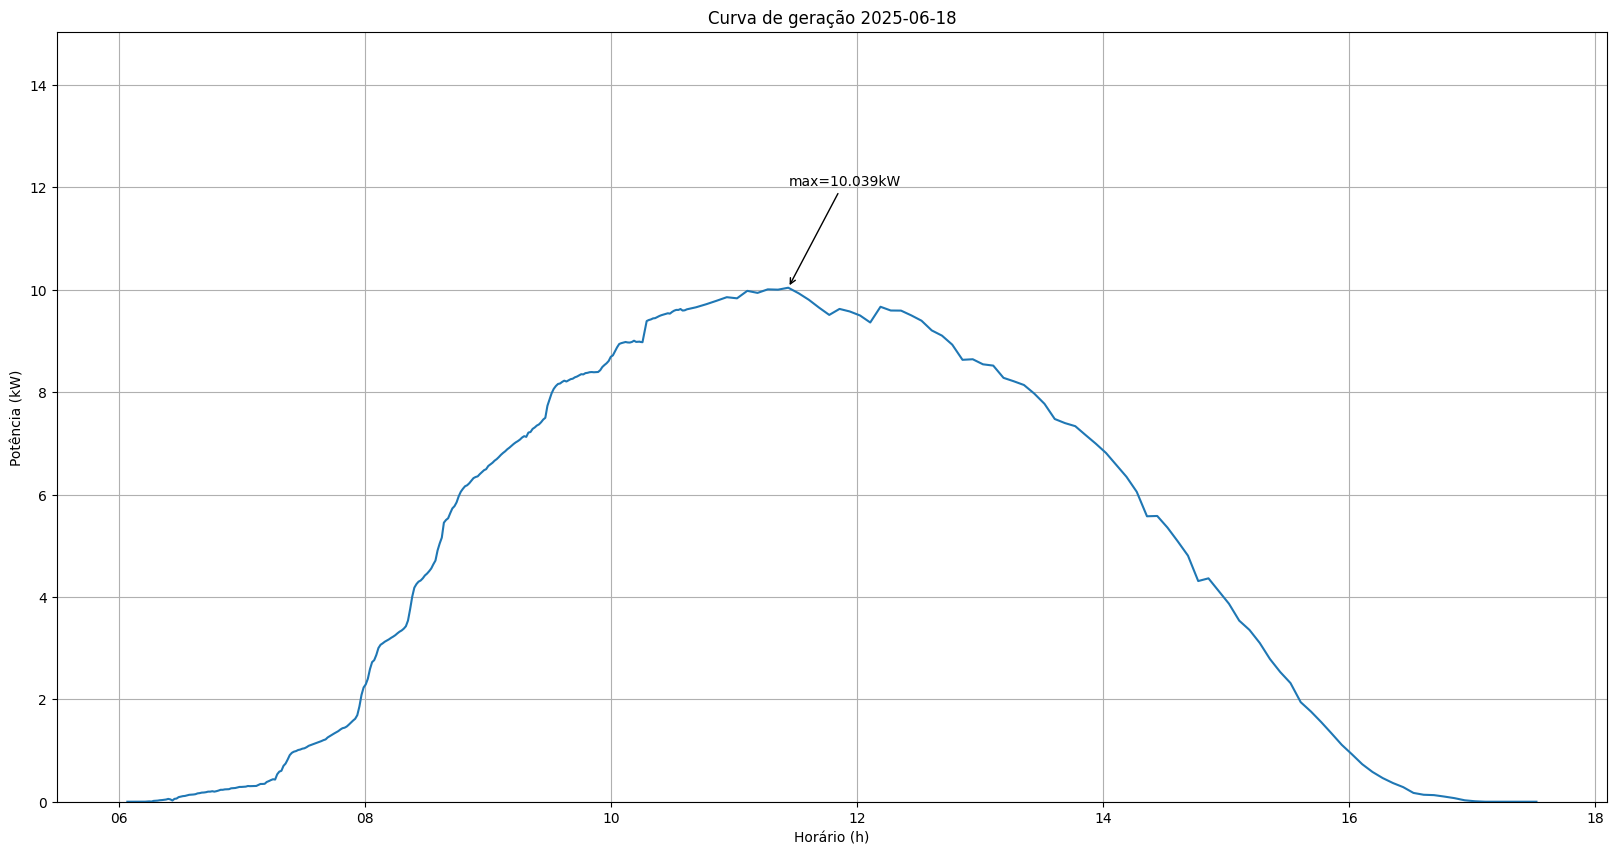 Curva de geração 2025-06-18
14
12
10
8
6
4
2
0
Potência (kW)
max=10.039kW
06 08 10 12 14 16 18
Horário (h)